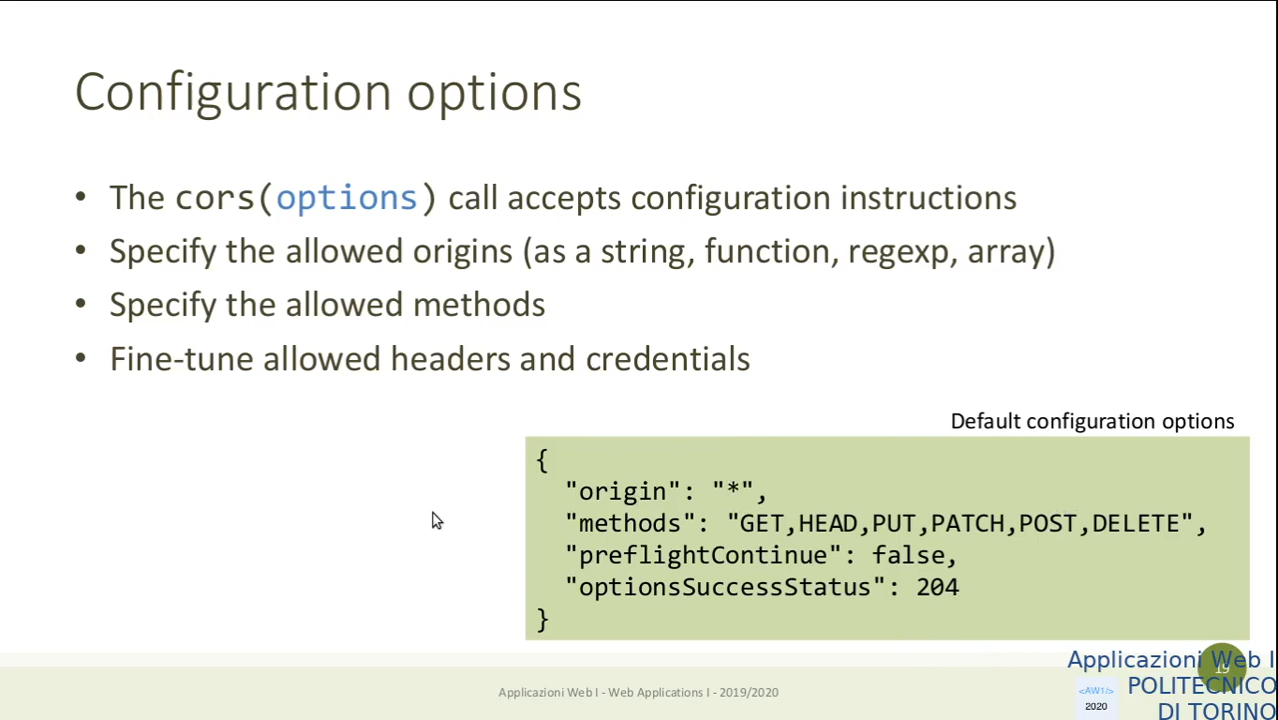 Configuration options
• The cors(options) call accepts configuration instructions
• Specify the allowed origins (as a string, function, regexp, array)
• Specify the allowed methods
• Fine-tune allowed headers and credentials
Default configuration options
{
"origin": "*",
"methods": "GET,HEAD,PUT,PATCH,POST,DELETE",
"preflightContinue": false,
"optionsSuccessStatus": 204
}
Applicazioni Web I - Web Applications I - 2019/2020
19
Applicazioni Web I
POLITECNICO
DI TORINO
<AW1/>
2020